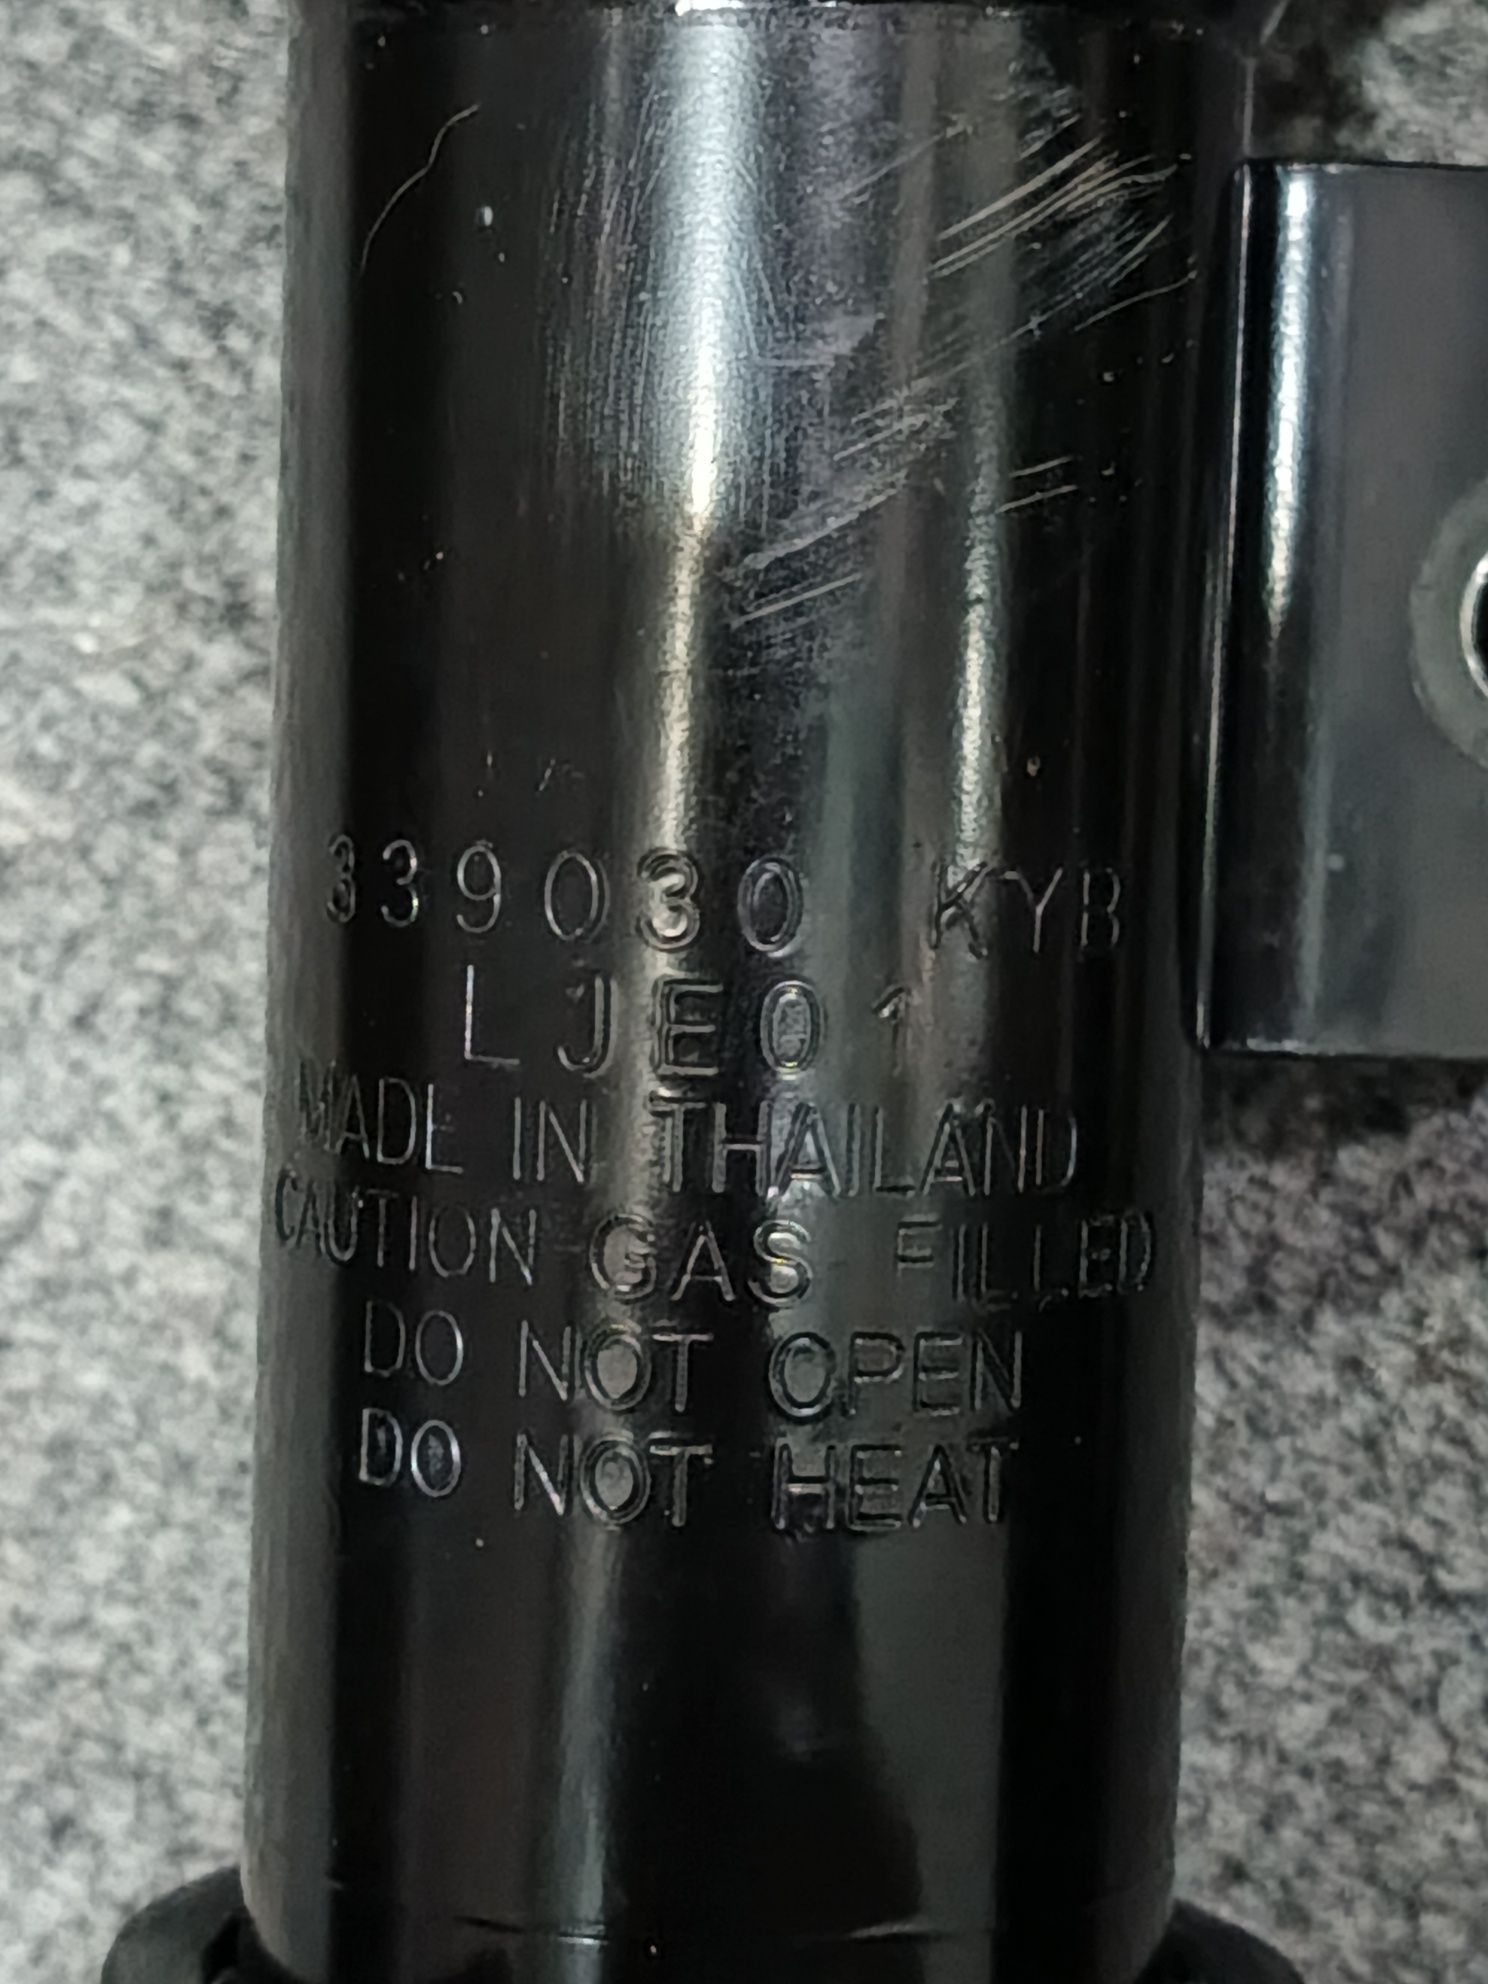 339030 KYB
LJE01
MADE IN THAILAND
CAUTION GAS FILLED
DO NOT OPEN
DO NOT HEAT